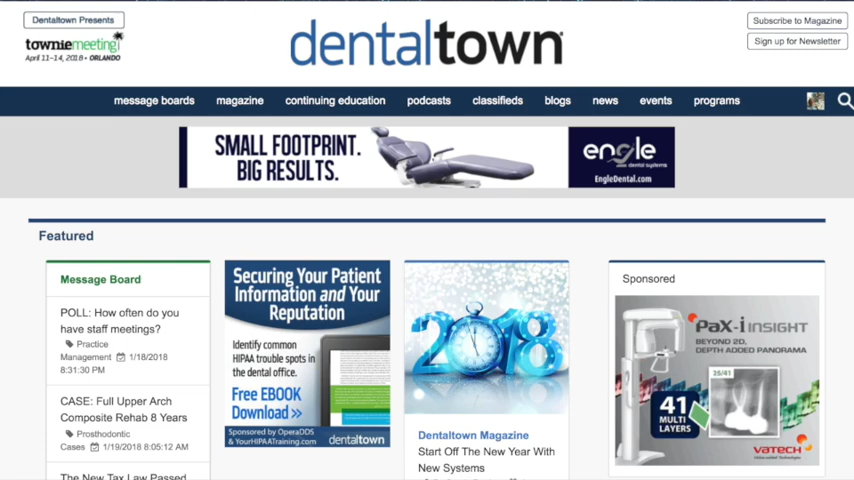 Dentaltown Presents
towniemeeting
April 11–14, 2018 • ORLANDO
dentaltown
Subscribe to Magazine
Sign up for Newsletter
message boards
magazine
continuing education
podcasts
classifieds
blogs
news
events
programs
SMALL FOOTPRINT.
BIG RESULTS.
engle
dental systems
EngleDental.com
Featured
Message Board
POLL: How often do you
have staff meetings?
Practice
Management 1/18/2018
8:31:30 PM
CASE: Full Upper Arch
Composite Rehab 8 Years
Prosthodontic
Cases 1/19/2018 8:05:12 AM
The New Tax Law Passed
Securing Your Patient
Information and Your
Reputation
Identify common
HIPAA trouble spots in
the dental office.
Free EBOOK
Download >>
Sponsored by OperaDDS
& YourHIPAATraining.com
dentaltown
2018
Dentaltown Magazine
Start Off The New Year With
New Systems
Sponsored
PaX-i INSIGHT
BEYOND 2D,
DEPTH ADDED PANORAMA
25/41
41
MULTI
LAYERS
VATECH